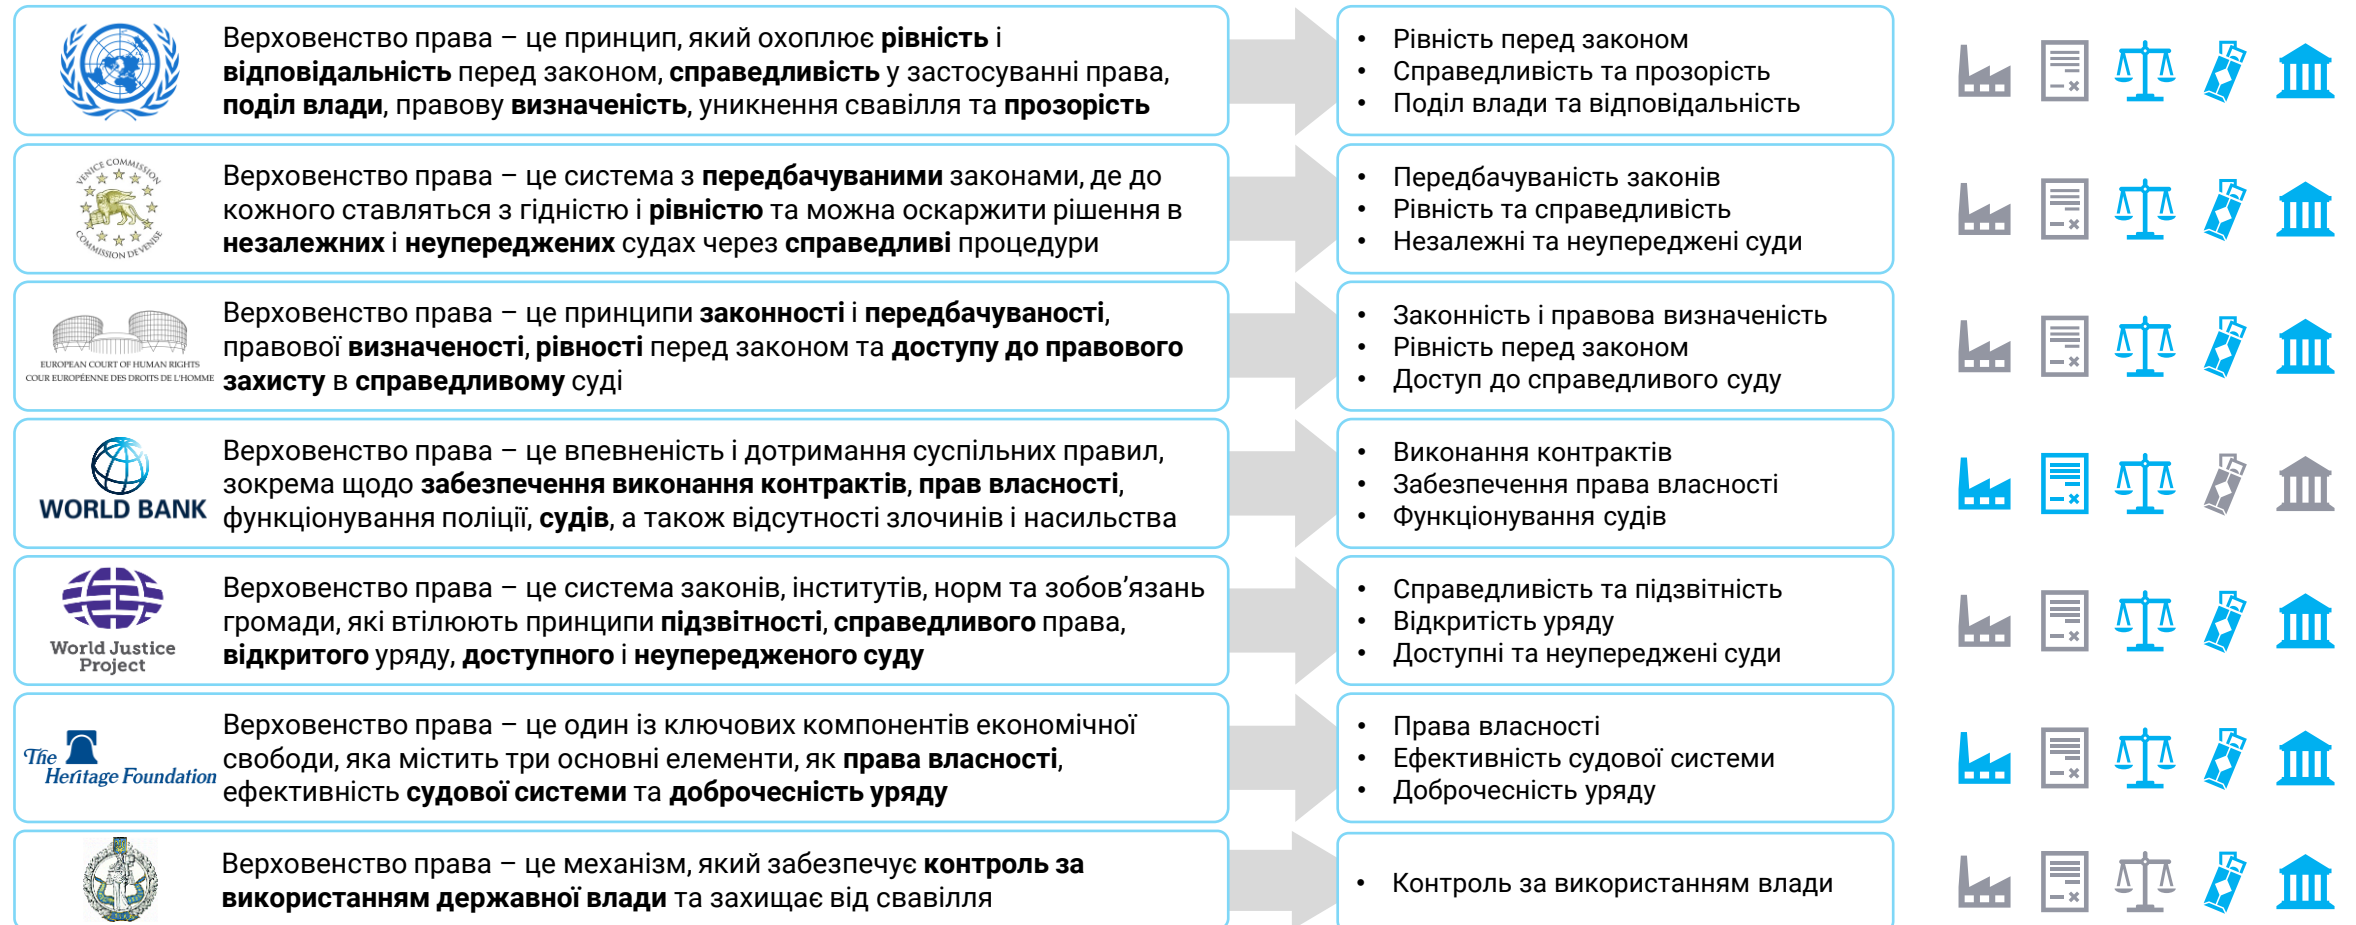 Верховенство права – це принцип, який охоплює рівність і
відповідальність перед законом, справедливість у застосуванні права,
поділ влади, правову визначеність, уникнення свавілля та прозорість
• Рівність перед законом
• Справедливість та прозорість
• Поділ влади та відповідальність
VENICE COMMISSION
COMMISSION DE VENISE
Верховенство права – це система з передбачуваними законами, де до
кожного ставляться з гідністю і рівністю та можна оскаржити рішення в
незалежних і неупереджених судах через справедливі процедури
• Передбачуваність законів
• Рівність та справедливість
• Незалежні та неупереджені суди
EUROPEAN COURT OF HUMAN RIGHTS
COUR EUROPÉENNE DES DROITS DE L'HOMME
Верховенство права – це принципи законності і передбачуваності,
правової визначеності, рівності перед законом та доступу до правового
захисту в справедливому суді
• Законність і правова визначеність
• Рівність перед законом
• Доступ до справедливого суду
WORLD BANK
Верховенство права – це впевненість і дотримання суспільних правил,
зокрема щодо забезпечення виконання контрактів, прав власності,
функціонування поліції, судів, а також відсутності злочинів і насильства
• Виконання контрактів
• Забезпечення права власності
• Функціонування судів
World Justice
Project
Верховенство права – це система законів, інститутів, норм та зобов’язань
громади, які втілюють принципи підзвітності, справедливого права,
відкритого уряду, доступного і неупередженого суду
• Справедливість та підзвітність
• Відкритість уряду
• Доступні та неупереджені суди
The
Heritage Foundation
Верховенство права – це один із ключових компонентів економічної
свободи, яка містить три основні елементи, як права власності,
ефективність судової системи та доброчесність уряду
• Права власності
• Ефективність судової системи
• Доброчесність уряду
Верховенство права – це механізм, який забезпечує контроль за
використанням державної влади та захищає від свавілля
• Контроль за використанням влади